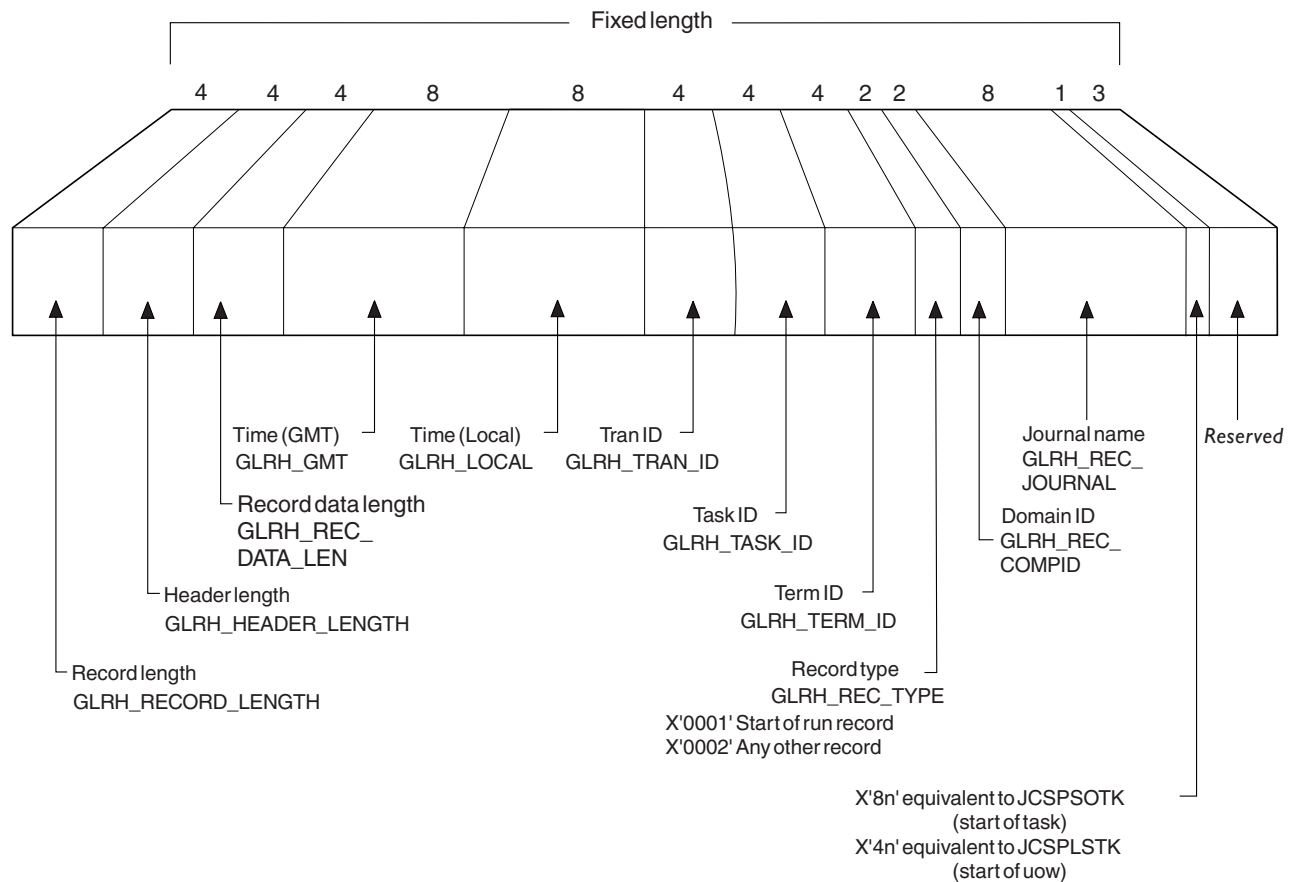 Fixed length
4 4 4 8 8 4 4 4 2 2 8 1 3
Time (GMT)
GLRH_GMT
Time (Local)
GLRH_LOCAL
Tran ID
GLRH_TRAN_ID
Journal name
GLRH_REC_
JOURNAL
Reserved
Record data length
GLRH_REC_
DATA_LEN
Task ID
GLRH_TASK_ID
Domain ID
GLRH_REC_
COMPID
Header length
GLRH_HEADER_LENGTH
Term ID
GLRH_TERM_ID
Record length
GLRH_RECORD_LENGTH
Record type
GLRH_REC_TYPE
X'0001' Start of run record
X'0002' Any other record
X'8n' equivalent to JCSPSOTK
(start of task)
X'4n' equivalent to JCSPLSTK
(start of uow)